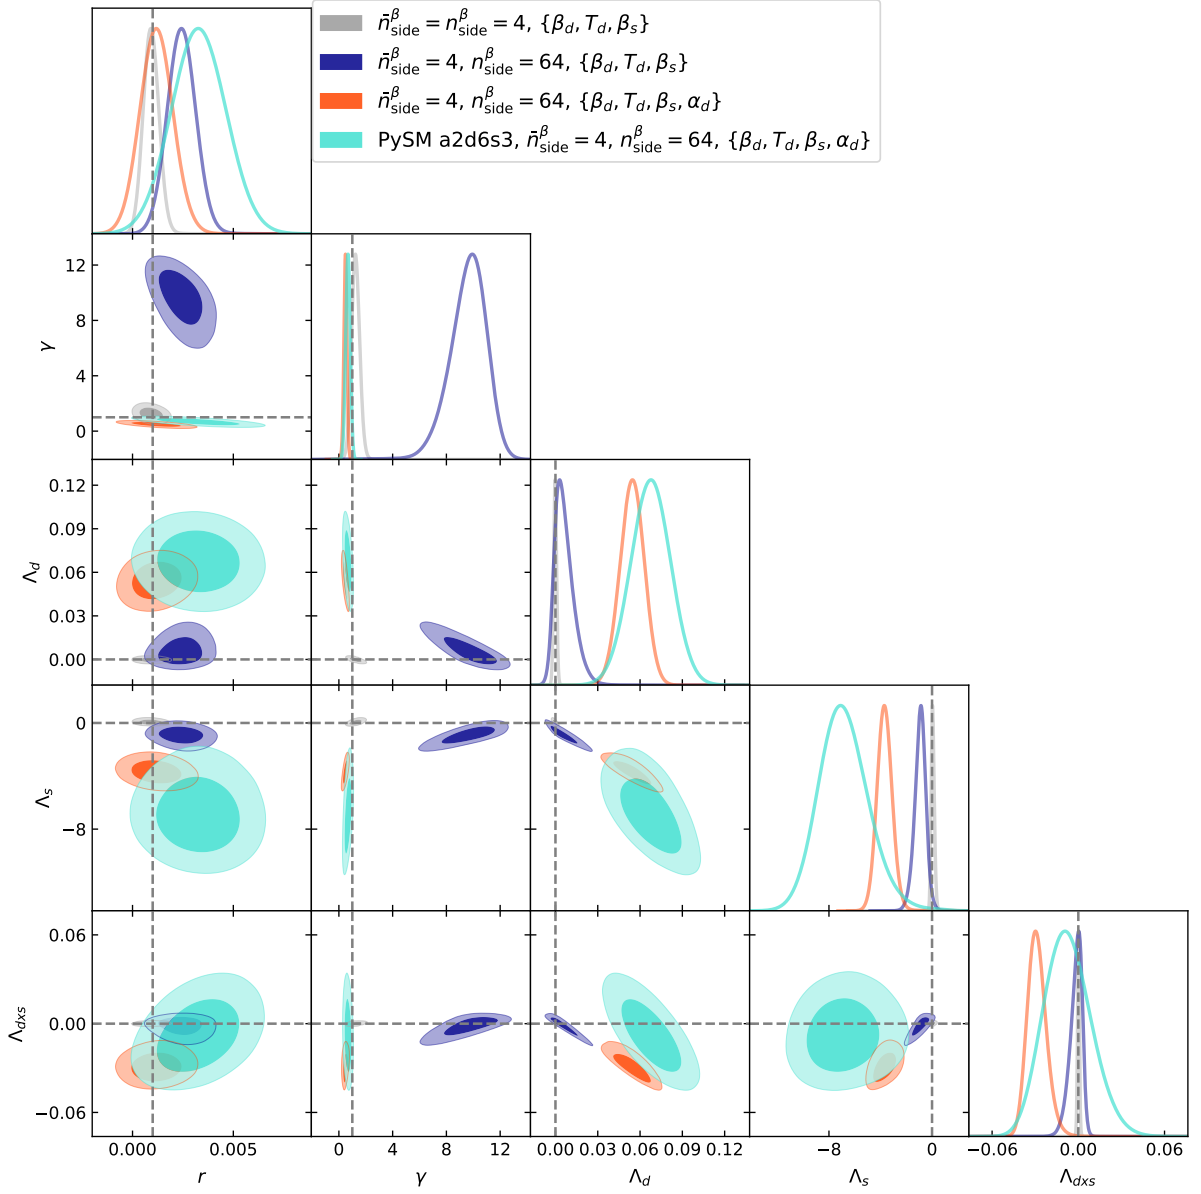 n̄^β_side = n^β_side = 4, {β_d, T_d, β_s}
n̄^β_side = 4, n^β_side = 64, {β_d, T_d, β_s}
n̄^β_side = 4, n^β_side = 64, {β_d, T_d, β_s, α_d}
PySM a2d6s3, n̄^β_side = 4, n^β_side = 64, {β_d, T_d, β_s, α_d}
12
8
4
0
γ
0.12
0.09
0.06
0.03
0.00
Λ_d
0
−8
Λ_s
0.06
0.00
−0.06
Λ_dxs
0.000 0.005
r
0 4 8 12
γ
0.00 0.03 0.06 0.09 0.12
Λ_d
−8 0
Λ_s
−0.06 0.00 0.06
Λ_dxs